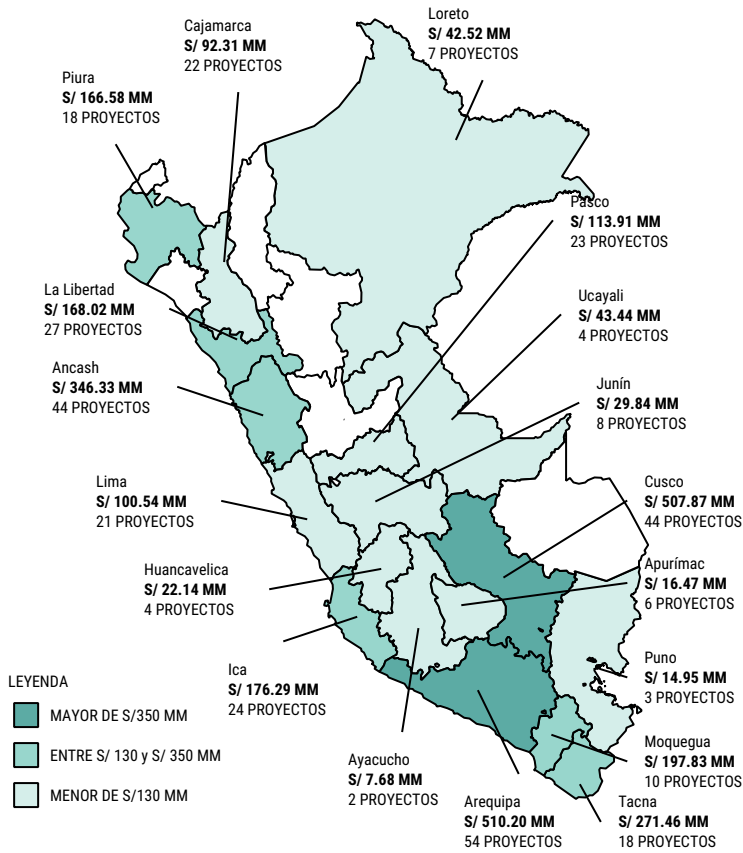 Loreto
S/ 42.52 MM
7 PROYECTOS
Cajamarca
S/ 92.31 MM
22 PROYECTOS
Piura
S/ 166.58 MM
18 PROYECTOS
Pasco
S/ 113.91 MM
23 PROYECTOS
La Libertad
S/ 168.02 MM
27 PROYECTOS
Ucayali
S/ 43.44 MM
4 PROYECTOS
Ancash
S/ 346.33 MM
44 PROYECTOS
Junín
S/ 29.84 MM
8 PROYECTOS
Lima
S/ 100.54 MM
21 PROYECTOS
Cusco
S/ 507.87 MM
44 PROYECTOS
Huancavelica
S/ 22.14 MM
4 PROYECTOS
Apurímac
S/ 16.47 MM
6 PROYECTOS
Ica
S/ 176.29 MM
24 PROYECTOS
Puno
S/ 14.95 MM
3 PROYECTOS
LEYENDA
MAYOR DE S/350 MM
ENTRE S/ 130 y S/ 350 MM
MENOR DE S/130 MM
Moquegua
S/ 197.83 MM
10 PROYECTOS
Ayacucho
S/ 7.68 MM
2 PROYECTOS
Arequipa
S/ 510.20 MM
54 PROYECTOS
Tacna
S/ 271.46 MM
18 PROYECTOS